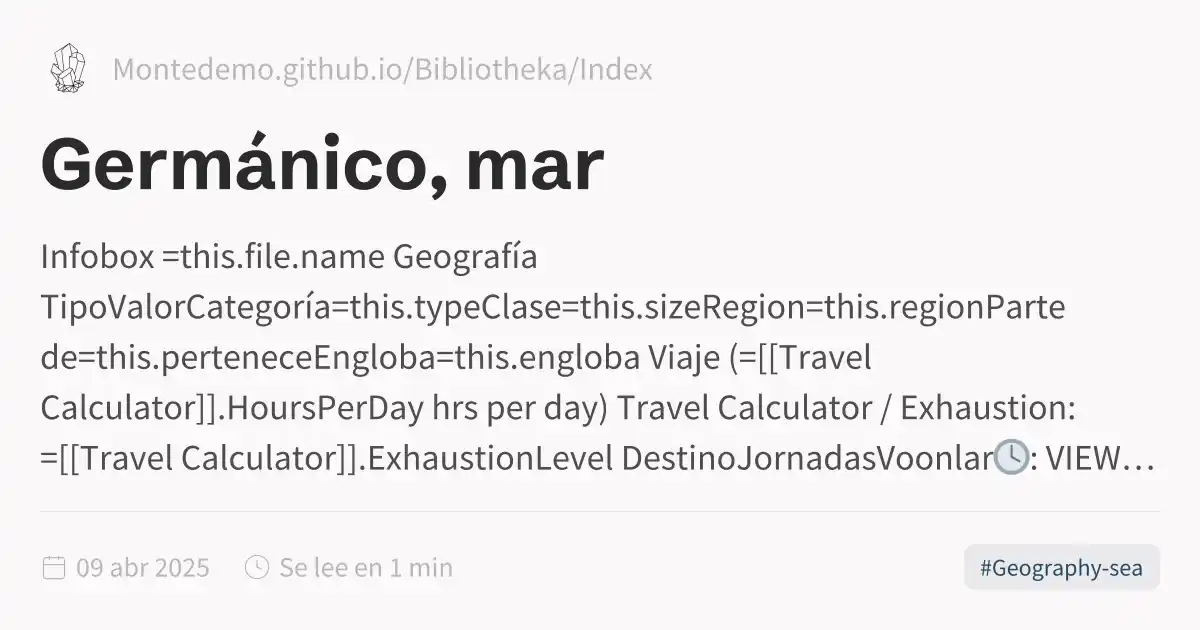 Montedemo.github.io/Bibliotheka/Index
Germánico, mar
Infobox =this.file.name Geografía
TipoValorCategoría=this.typeClase=this.sizeRegion=this.regionParte
de=this.perteneceEngloba=this.engloba Viaje (=[[Travel
Calculator]].HoursPerDay hrs per day) Travel Calculator / Exhaustion:
=[[Travel Calculator]].ExhaustionLevel DestinoJornadasVoonlar🕓: VIEW…
09 abr 2025 Se lee en 1 min #Geography-sea